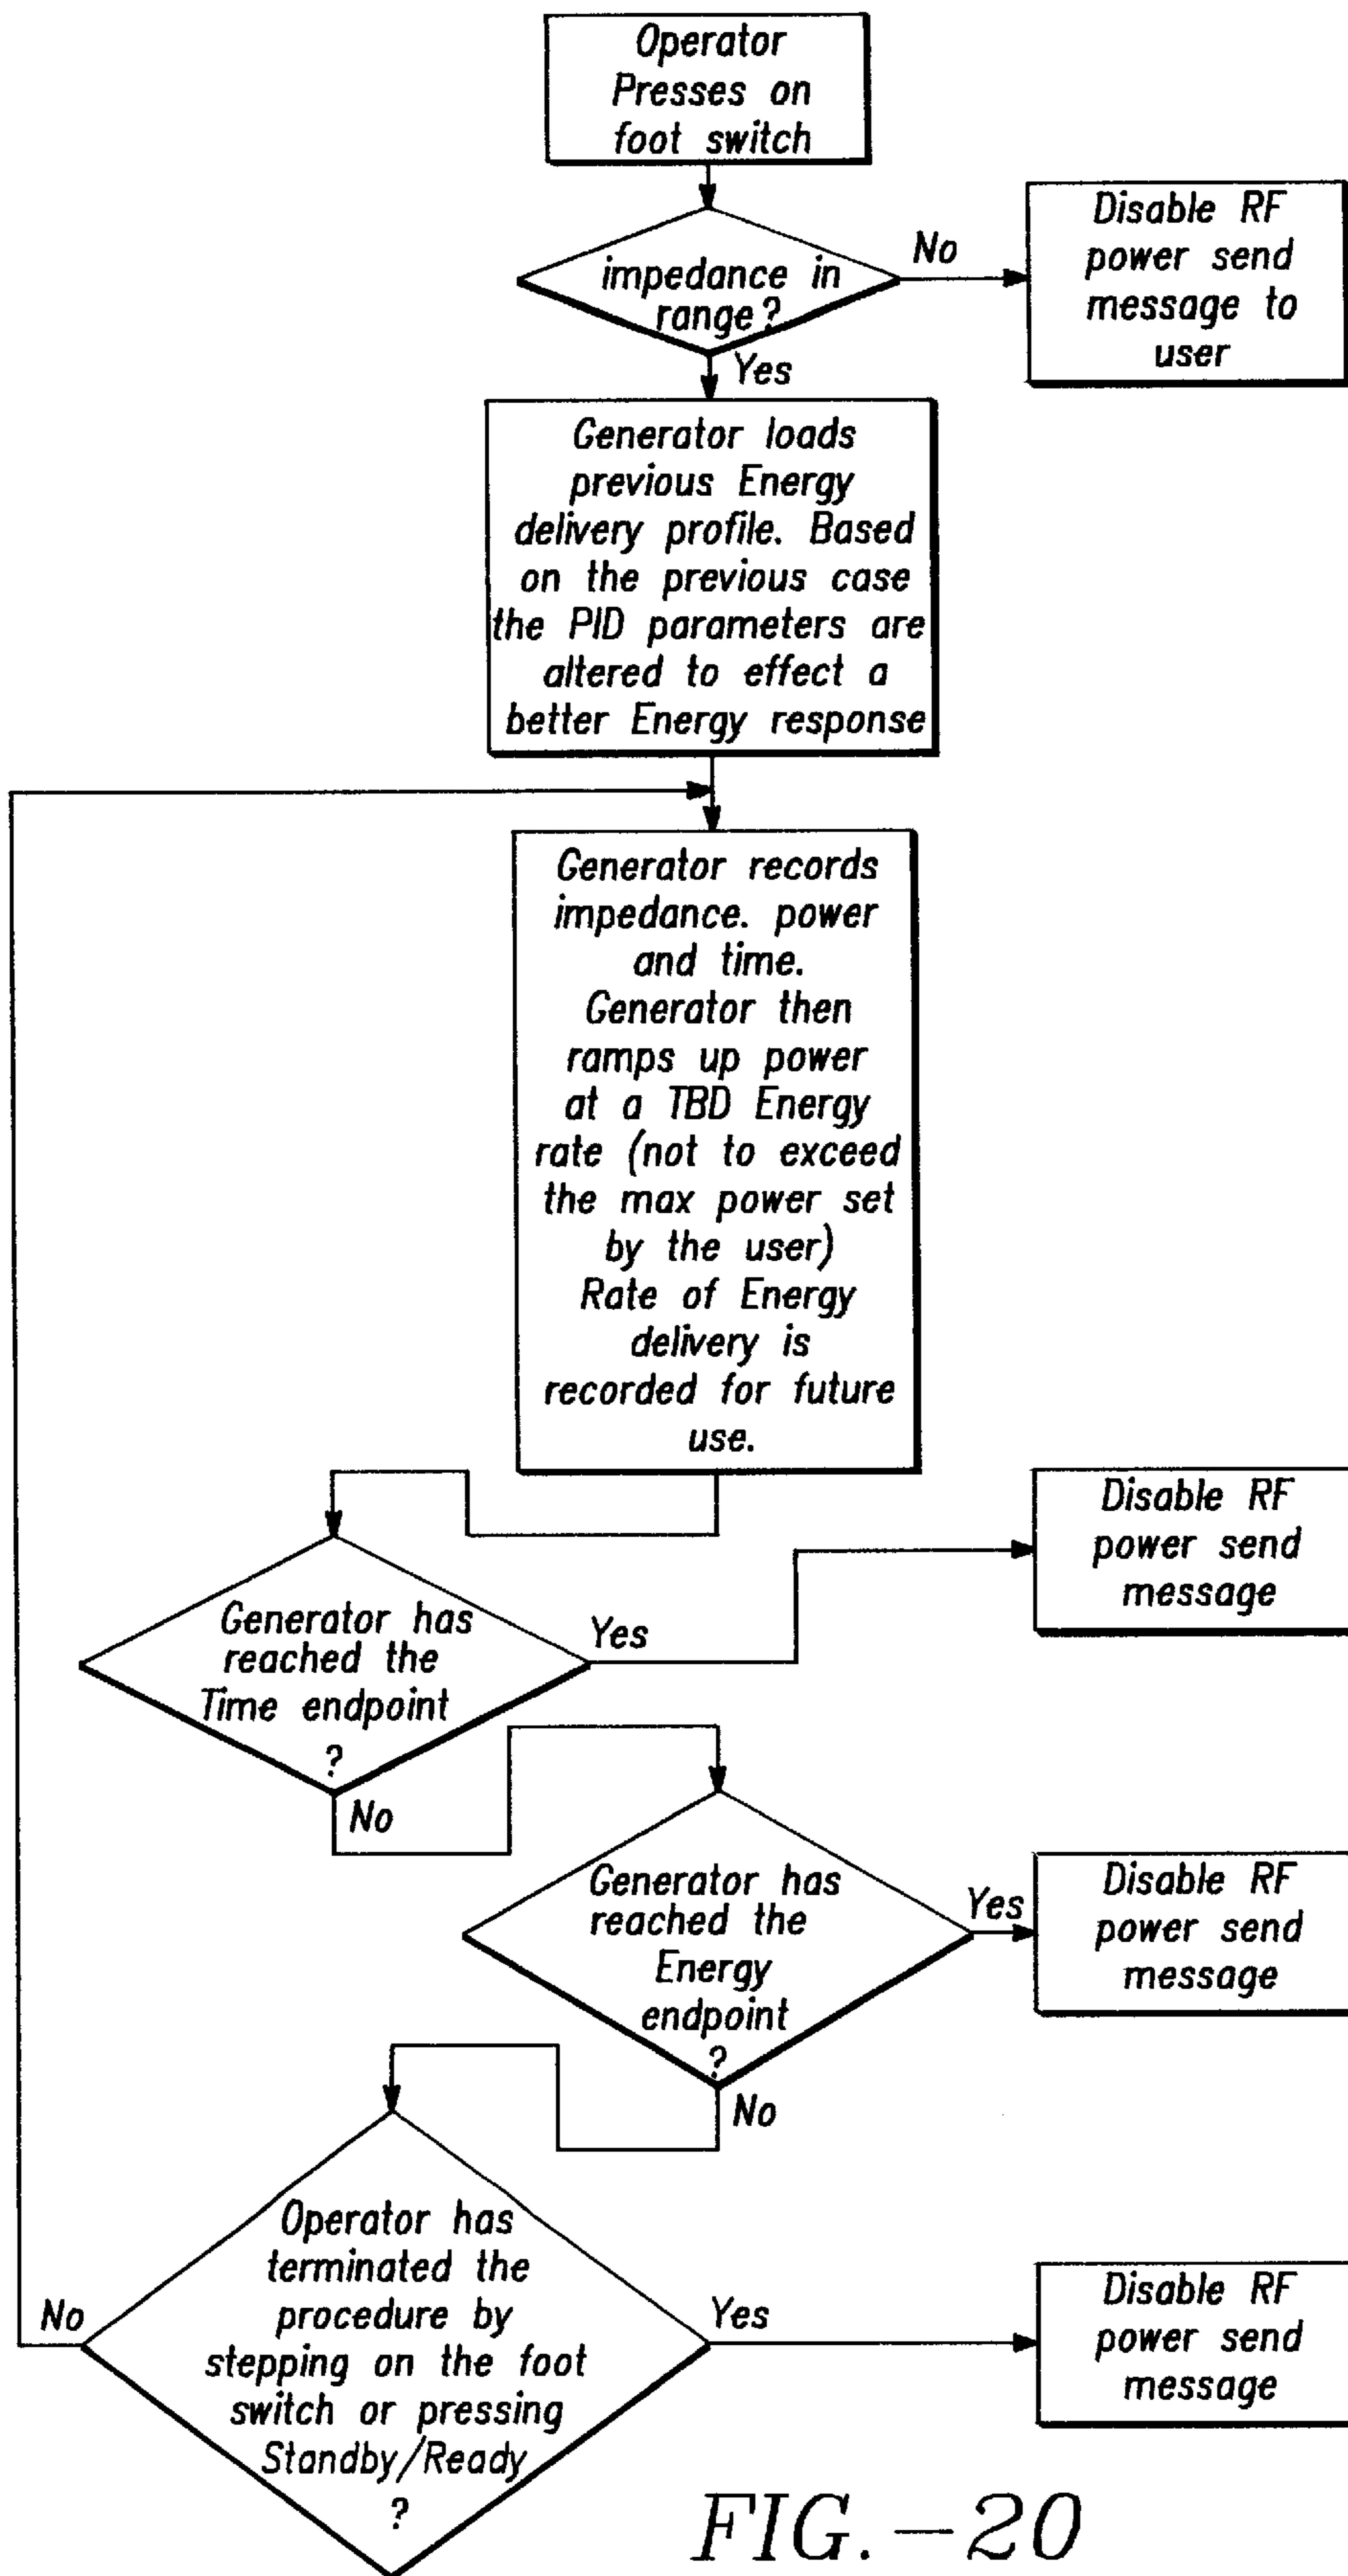 Operator
Presses on
foot switch
impedance in
range?
No
Disable RF
power send
message to
user
Yes
Generator loads
previous Energy
delivery profile. Based
on the previous case
the PID parameters are
altered to effect a
better Energy response
Generator records
impedance. power
and time.
Generator then
ramps up power
at a TBD Energy
rate (not to exceed
the max power set
by the user)
Rate of Energy
delivery is
recorded for future
use.
Generator has
reached the
Time endpoint
?
Yes
Disable RF
power send
message
No
Generator has
reached the
Energy
endpoint
?
Yes
Disable RF
power send
message
No
Operator has
terminated the
procedure by
stepping on the foot
switch or pressing
Standby/Ready
?
No
Yes
Disable RF
power send
message
FIG.-20